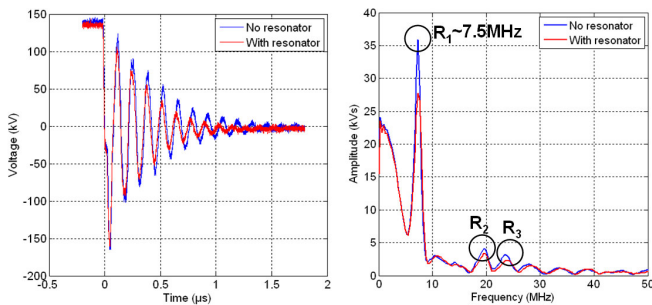 150
100
50
0
-50
-100
-150
-200
Voltage (kV)
-0.5
0
0.5
1
1.5
2
Time (µs)
No resonator
With resonator
40
35
30
25
20
15
10
5
0
Amplitude (kVs)
0
10
20
30
40
50
Frequency (MHz)
R1~7.5MHz
R2
R3
No resonator
With resonator